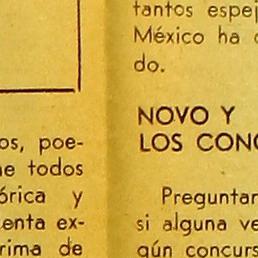 os, poe-
e todos
órica y
enta ex-
rima de
tantos espej
México ha
do.
NOVO Y
LOS CONC
Preguntar
si alguna ve
gún concurs